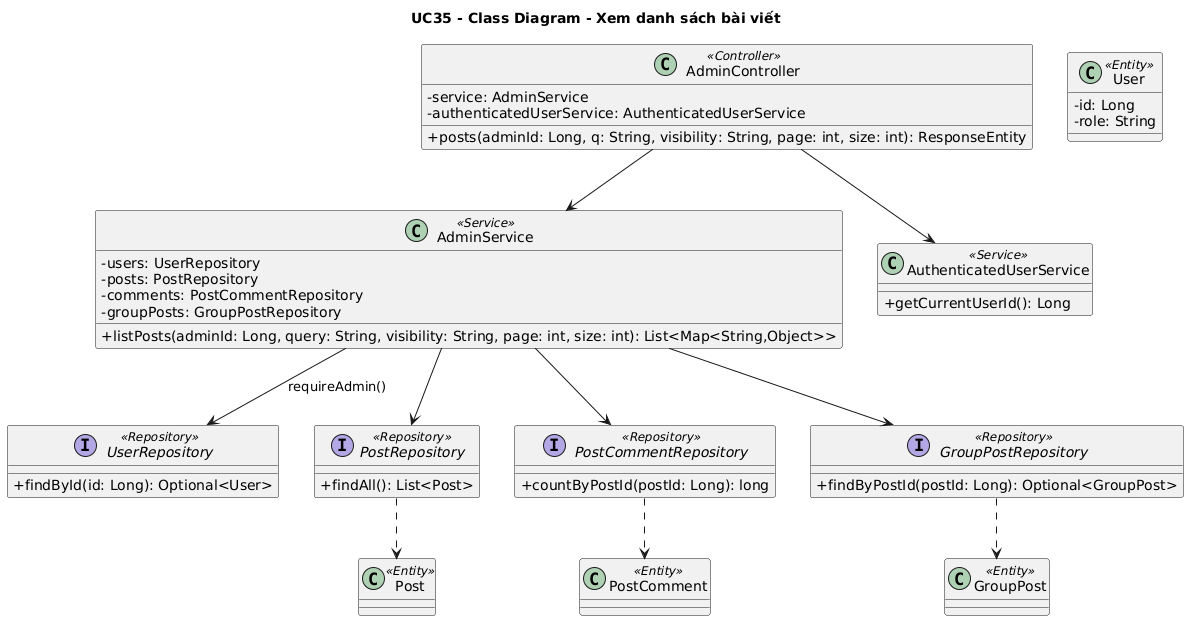 UC35 - Class Diagram - Xem danh sách bài viết
«Controller»
C AdminController
-service: AdminService
-authenticatedUserService: AuthenticatedUserService
+posts(adminId: Long, q: String, visibility: String, page: int, size: int): ResponseEntity
«Entity»
C User
-id: Long
-role: String
«Service»
C AdminService
-users: UserRepository
-posts: PostRepository
-comments: PostCommentRepository
-groupPosts: GroupPostRepository
+listPosts(adminId: Long, query: String, visibility: String, page: int, size: int): List<Map<String,Object>>
«Service»
C AuthenticatedUserService
+getCurrentUserId(): Long
requireAdmin()
«Repository»
I UserRepository
+findById(id: Long): Optional<User>
«Repository»
I PostRepository
+findAll(): List<Post>
«Repository»
I PostCommentRepository
+countByPostId(postId: Long): long
«Repository»
I GroupPostRepository
+findByPostId(postId: Long): Optional<GroupPost>
«Entity»
C Post
«Entity»
C PostComment
«Entity»
C GroupPost